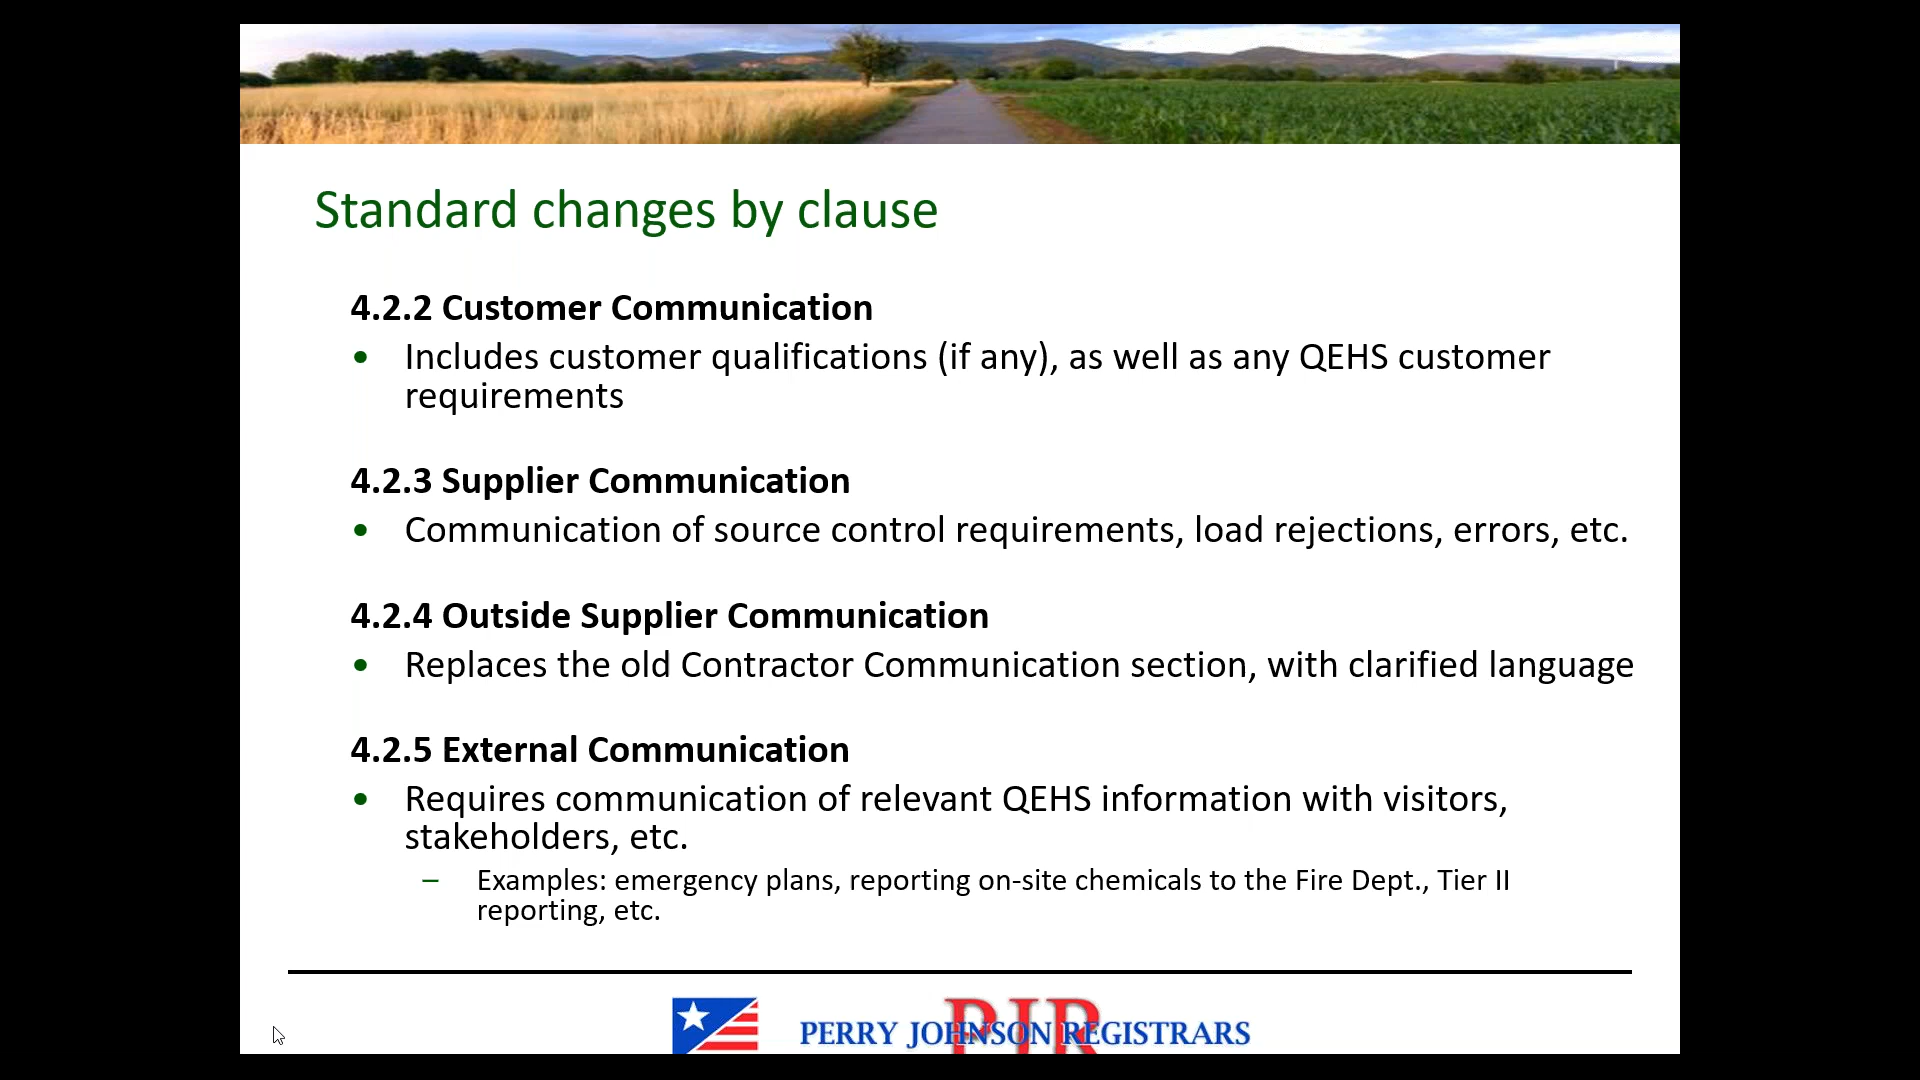 Standard changes by clause
4.2.2 Customer Communication
• Includes customer qualifications (if any), as well as any QEHS customer
requirements
4.2.3 Supplier Communication
• Communication of source control requirements, load rejections, errors, etc.
4.2.4 Outside Supplier Communication
• Replaces the old Contractor Communication section, with clarified language
4.2.5 External Communication
• Requires communication of relevant QEHS information with visitors,
stakeholders, etc.
– Examples: emergency plans, reporting on-site chemicals to the Fire Dept., Tier II
reporting, etc.
PJR
PERRY JOHNSON REGISTRARS